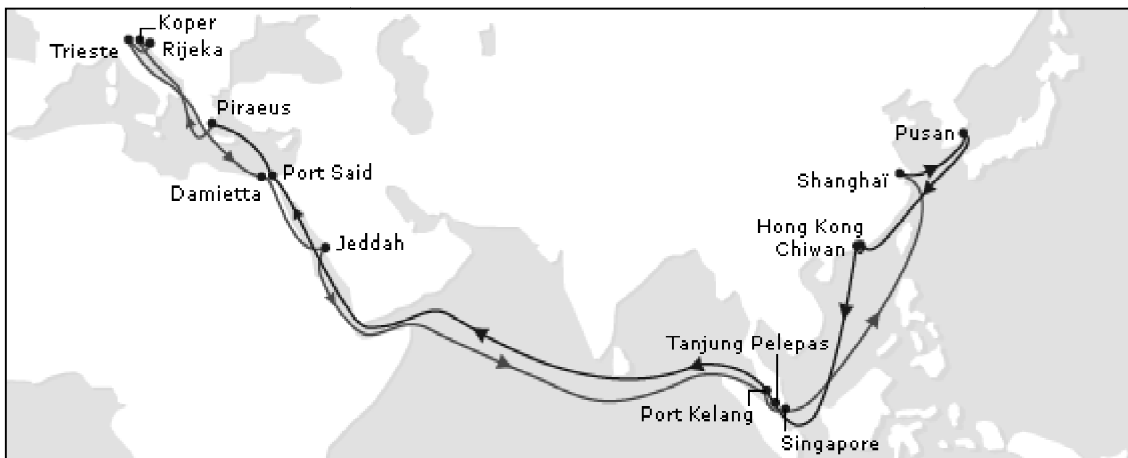 Koper
Trieste
Rijeka
Piraeus
Pusan
Port Said
Shanghaï
Damietta
Hong Kong
Jeddah
Chiwan
Tanjung Pelepas
Port Kelang
Singapore